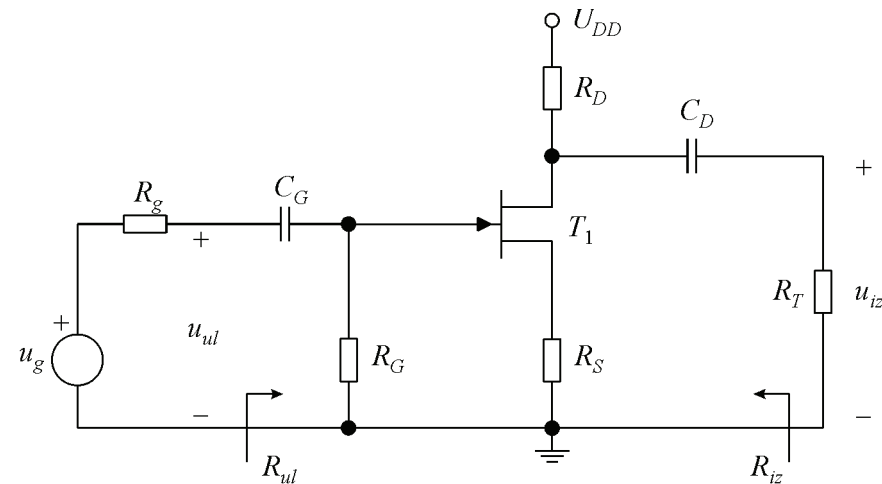 U_DD
R_D
C_D
+
R_g
C_G
+
T_1
R_T
u_iz
+
u_g
u_ul
R_G
R_S
−
−
R_ul
R_iz